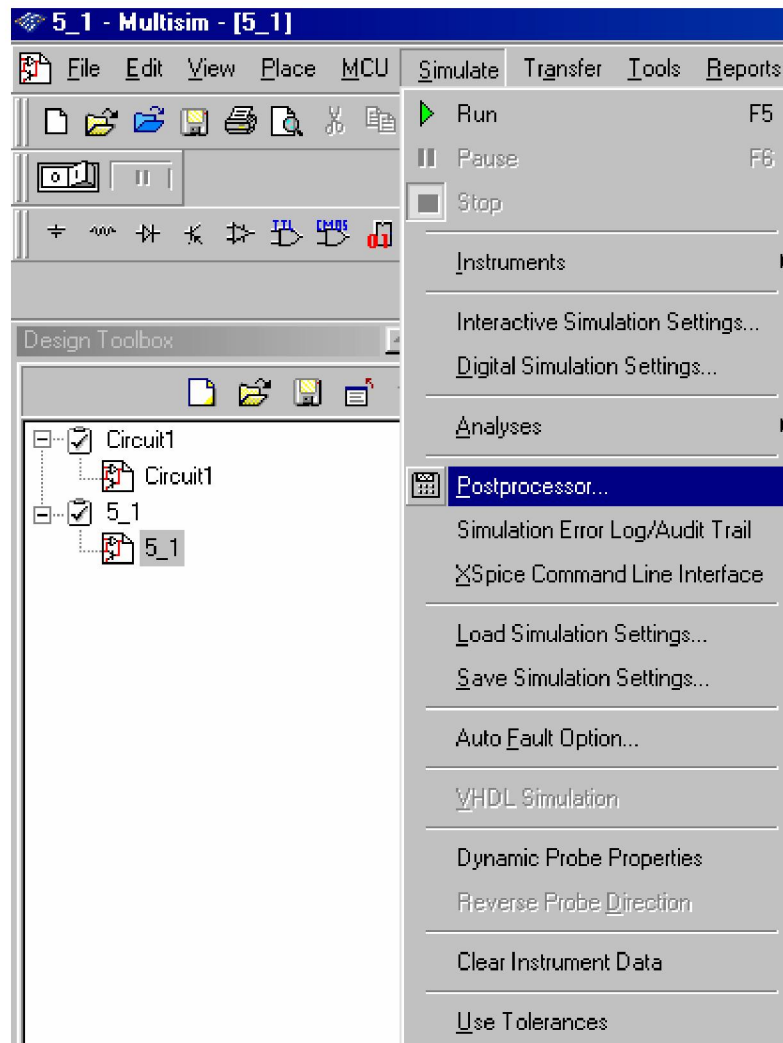 5_1 - Multisim - [5_1]
File Edit View Place MCU Simulate Transfer Tools Reports
Run F5
Pause F6
Stop
TTL CMOS
Instruments
Interactive Simulation Settings...
Design Toolbox
Digital Simulation Settings...
Analyses
Circuit1
Circuit1
Postprocessor...
5_1
Simulation Error Log/Audit Trail
5_1
XSpice Command Line Interface
Load Simulation Settings...
Save Simulation Settings...
Auto Fault Option...
VHDL Simulation
Dynamic Probe Properties
Reverse Probe Direction
Clear Instrument Data
Use Tolerances